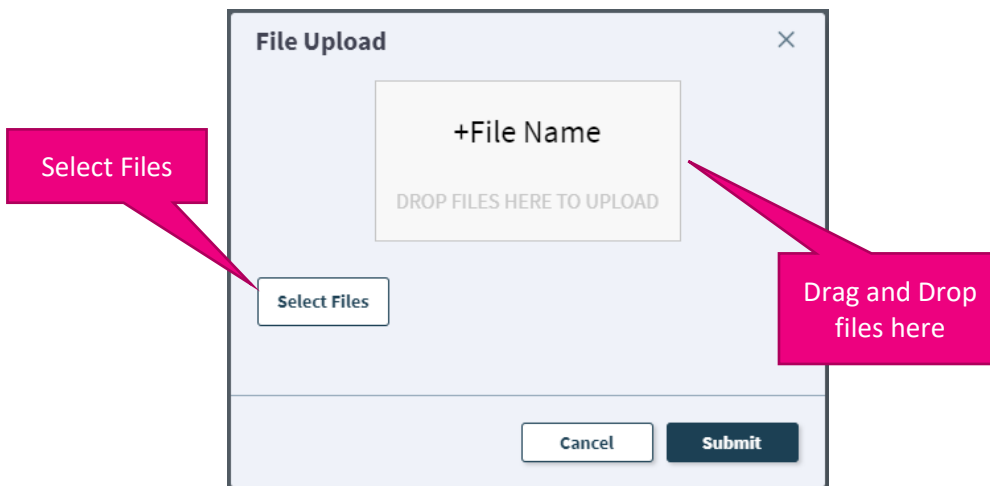 File Upload
+File Name
Select Files
DROP FILES HERE TO UPLOAD
Drag and Drop
files here
Select Files
Cancel
Submit